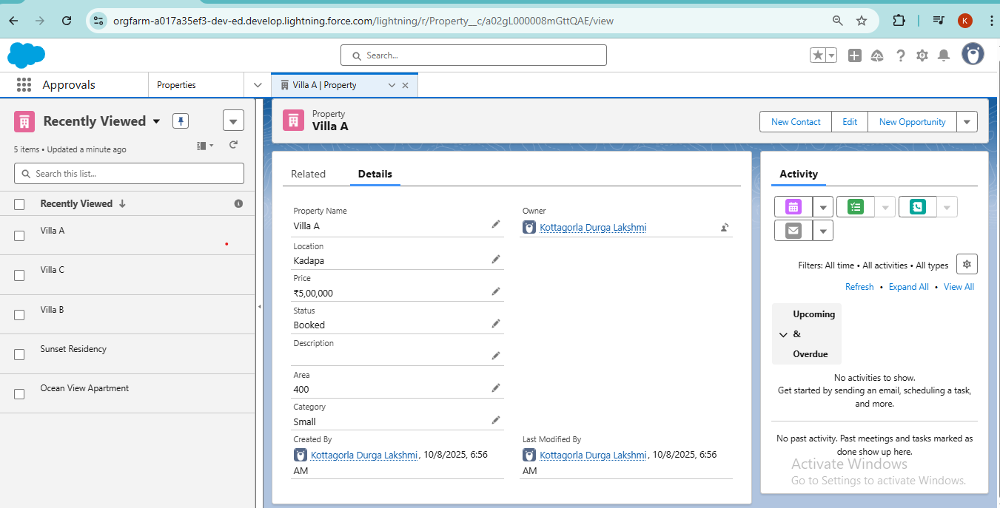 orgfarm-a017a35ef3-dev-ed.develop.lightning.force.com/lightning/r/Property__c/a02gL000008mGttQAE/view
K
Search...
Approvals
Properties
Villa A | Property
Recently Viewed
5 items • Updated a minute ago
Search this list...
Recently Viewed
Villa A
Villa C
Villa B
Sunset Residency
Ocean View Apartment
Property
Villa A
New Contact
Edit
New Opportunity
Related
Details
Property Name
Villa A
Owner
Kottagorla Durga Lakshmi
Location
Kadapa
Price
₹5,00,000
Status
Booked
Description
Area
400
Category
Small
Created By
Kottagorla Durga Lakshmi, 10/8/2025, 6:56
AM
Last Modified By
Kottagorla Durga Lakshmi, 10/8/2025, 6:56
AM
Activity
Filters: All time • All activities • All types
Refresh • Expand All • View All
Upcoming
&
Overdue
No activities to show.
Get started by sending an email, scheduling a task,
and more.
No past activity. Past meetings and tasks marked as
done show up here.
Activate Windows
Go to Settings to activate Windows.